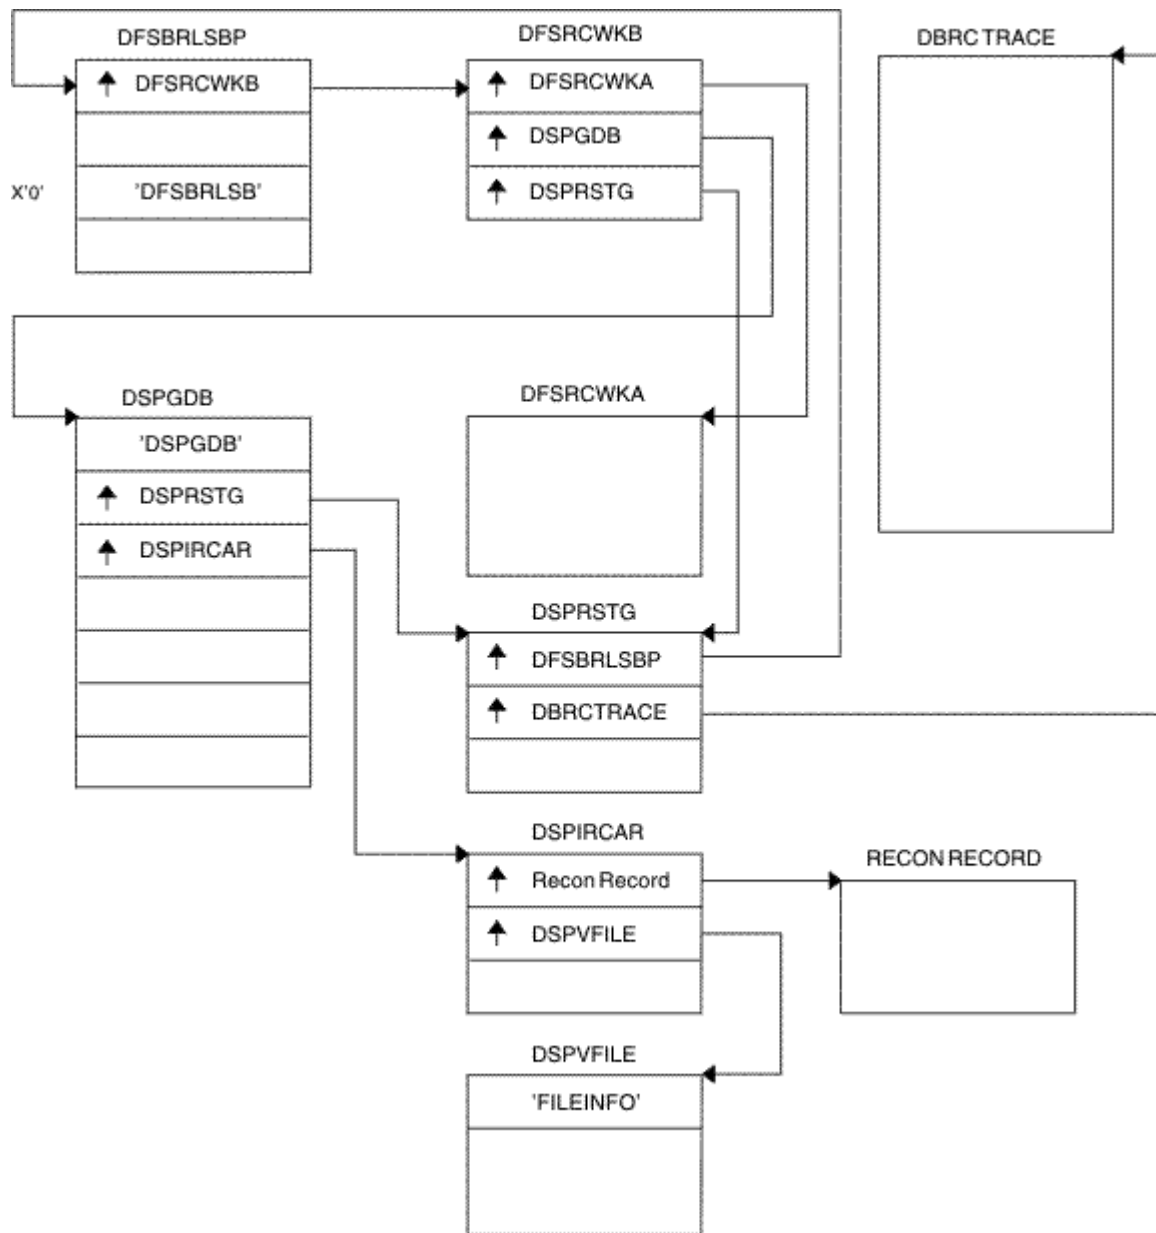 DFSBRLSBP
DFSRCWKB
DBRC TRACE
DFSRCWKB
DFSRCWKA
DSPGDB
X'0'
'DFSBRLSB'
DSPRSTG
DSPGDB
DFSRCWKA
'DSPGDB'
DSPRSTG
DSPIRCAR
DSPRSTG
DFSBRLSBP
DBRCTRACE
DSPIRCAR
RECON RECORD
Recon Record
DSPVFILE
DSPVFILE
'FILEINFO'